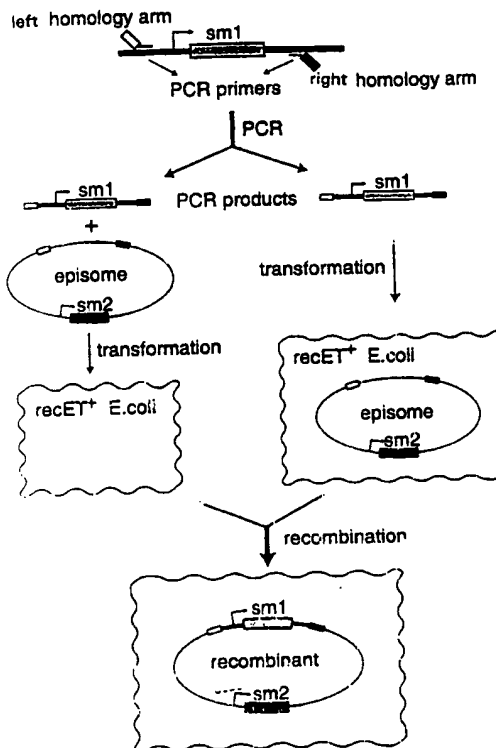 left homology arm
sm1
right homology arm
PCR primers
PCR
sm1
PCR products
sm1
+
episome
sm2
transformation
transformation
recET+ E.coli
recET+ E.coli
episome
sm2
recombination
sm1
recombinant
sm2